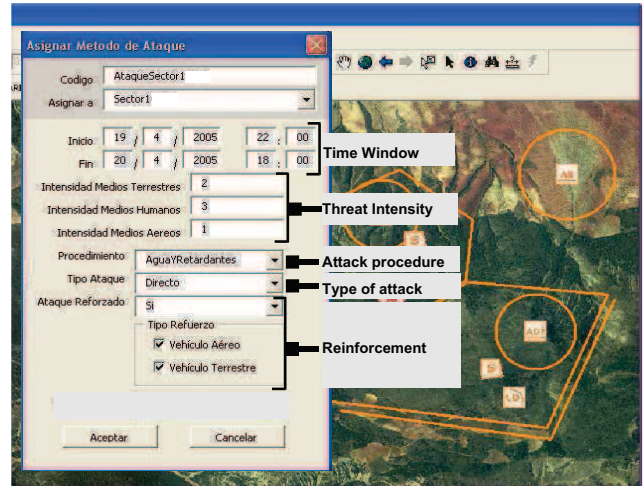 Asignar Metodo de Ataque
Codigo AtaqueSector1
Asignar a Sector1
Inicio 19 / 4 / 2005 22 : 00
Fin 20 / 4 / 2005 18 : 00
Time Window
Intensidad Medios Terrestres 2
Intensidad Medios Humanos 3
Intensidad Medios Aereos 1
Threat Intensity
Procedimiento AguaYRetardantes
Attack procedure
Tipo Ataque Directo
Type of attack
Ataque Reforzado Si
Tipo Refuerzo
Vehículo Aéreo
Vehículo Terrestre
Reinforcement
Aceptar Cancelar
AS
S
S